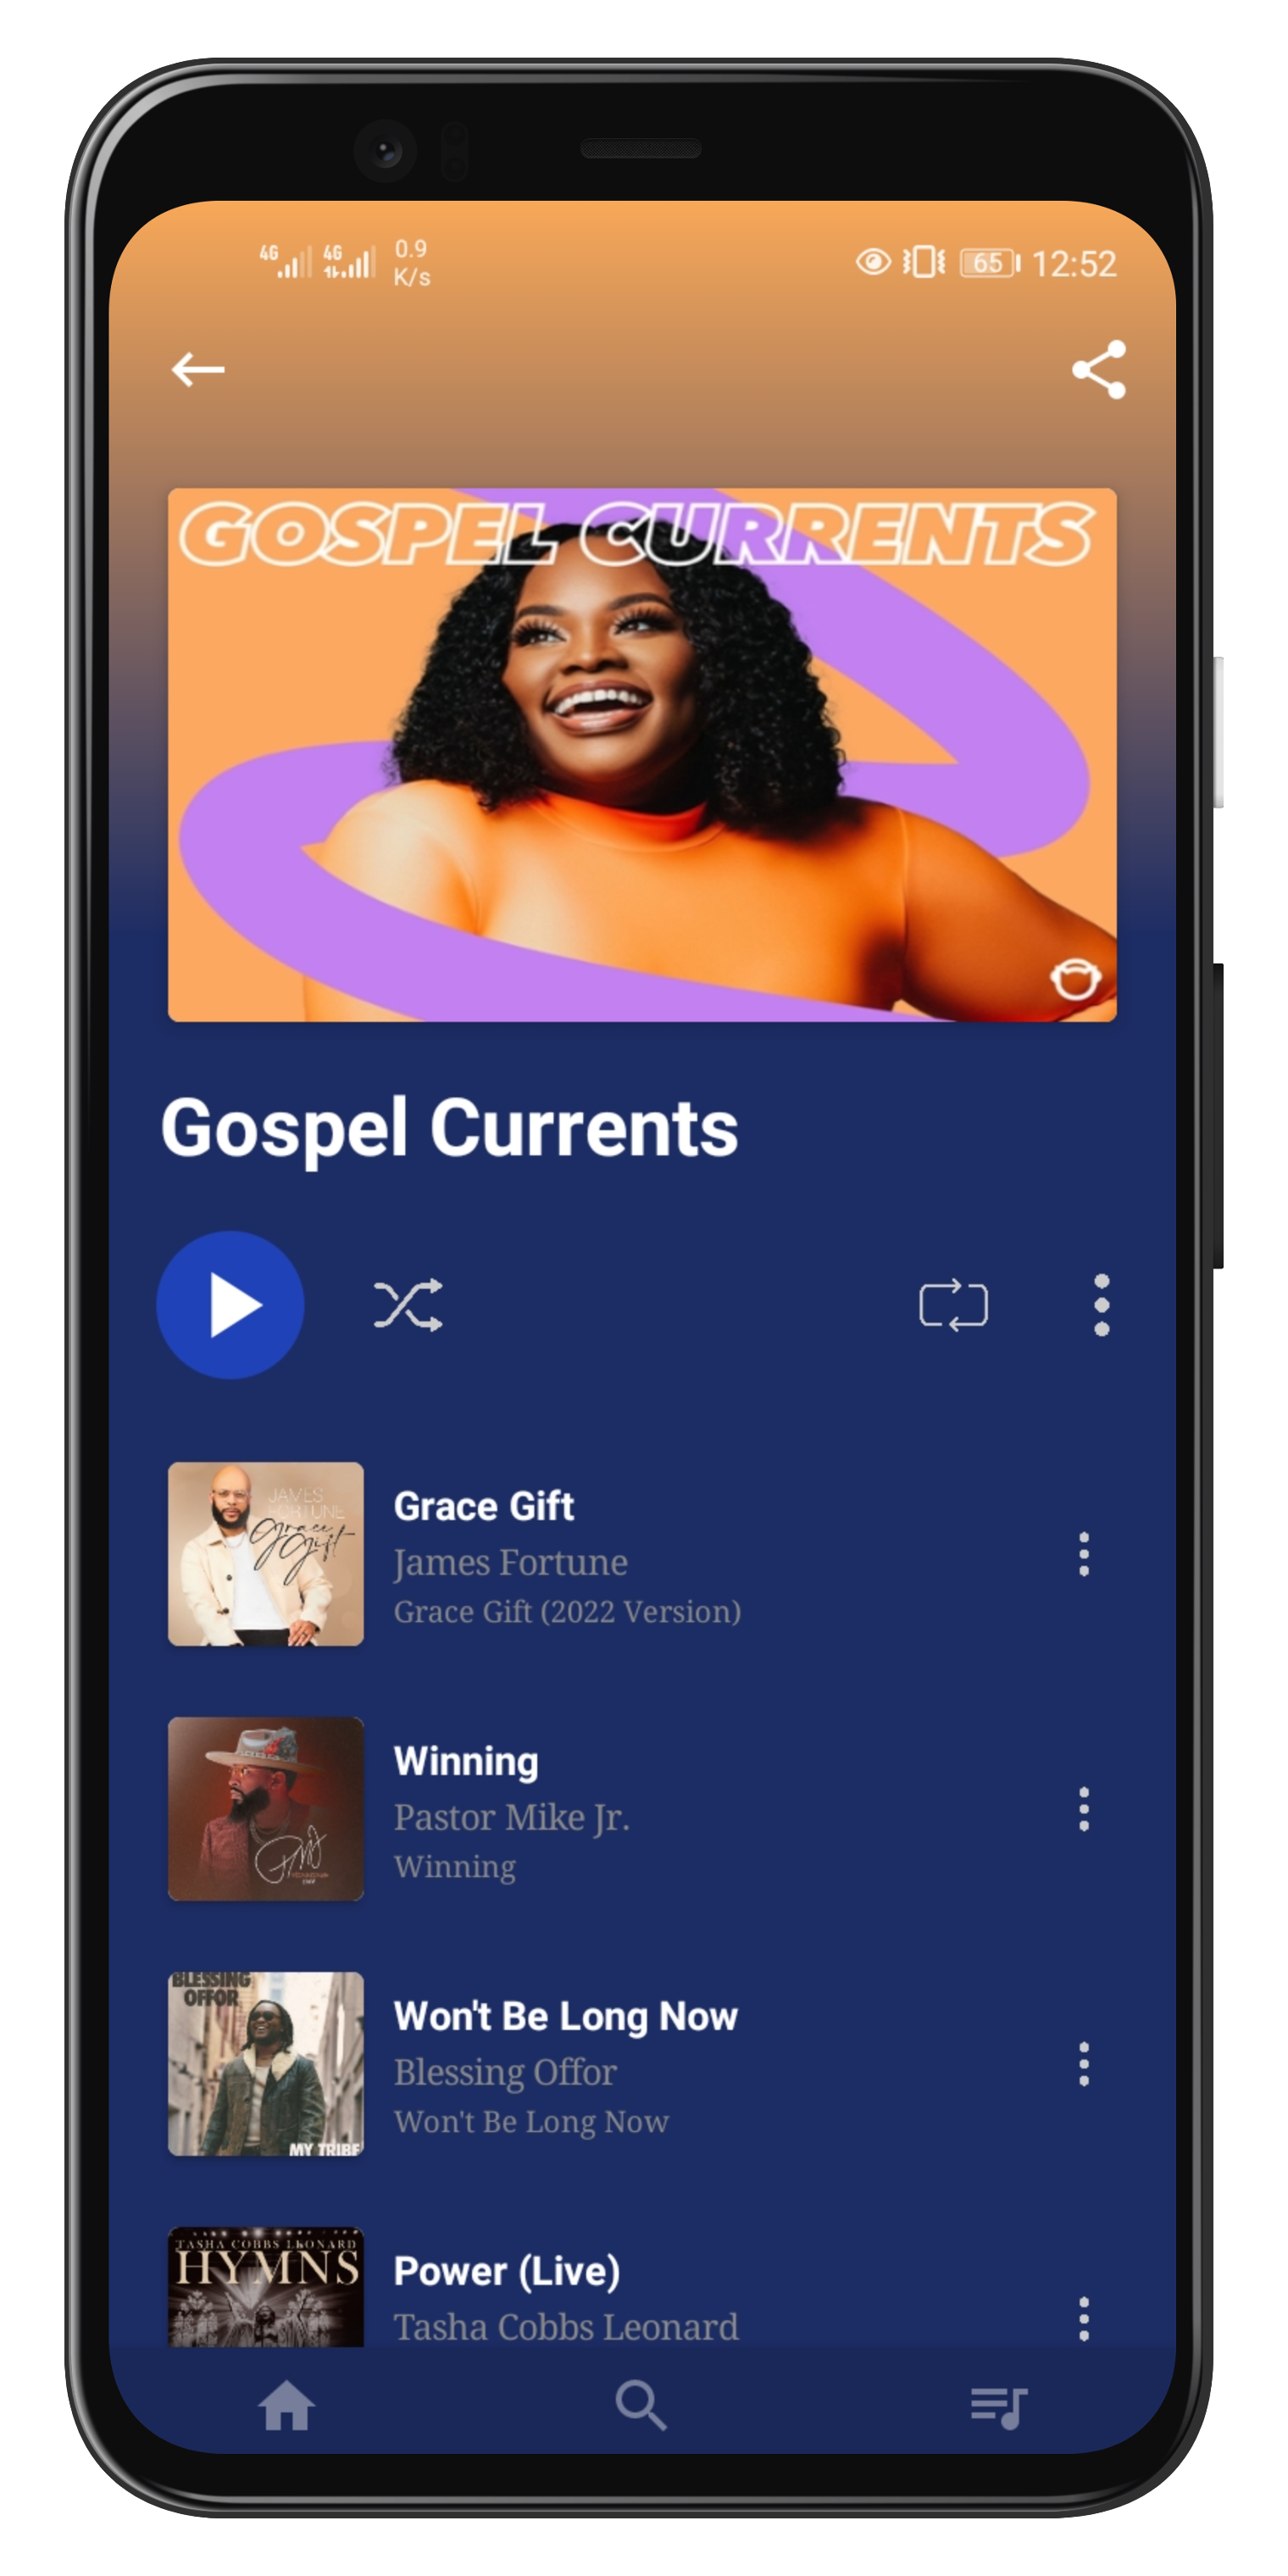 4G 4G 0.9 K/s 65 12:52
GOSPEL CURRENTS
Gospel Currents
JAMES
FORTUNE
Grace
Gift
Grace Gift
James Fortune
Grace Gift (2022 Version)
Winning
Pastor Mike Jr.
Winning
BLESSING
OFFOR
MY TRIBE
Won't Be Long Now
Blessing Offor
Won't Be Long Now
TASHA COBBS LEONARD
HYMNS
Power (Live)
Tasha Cobbs Leonard